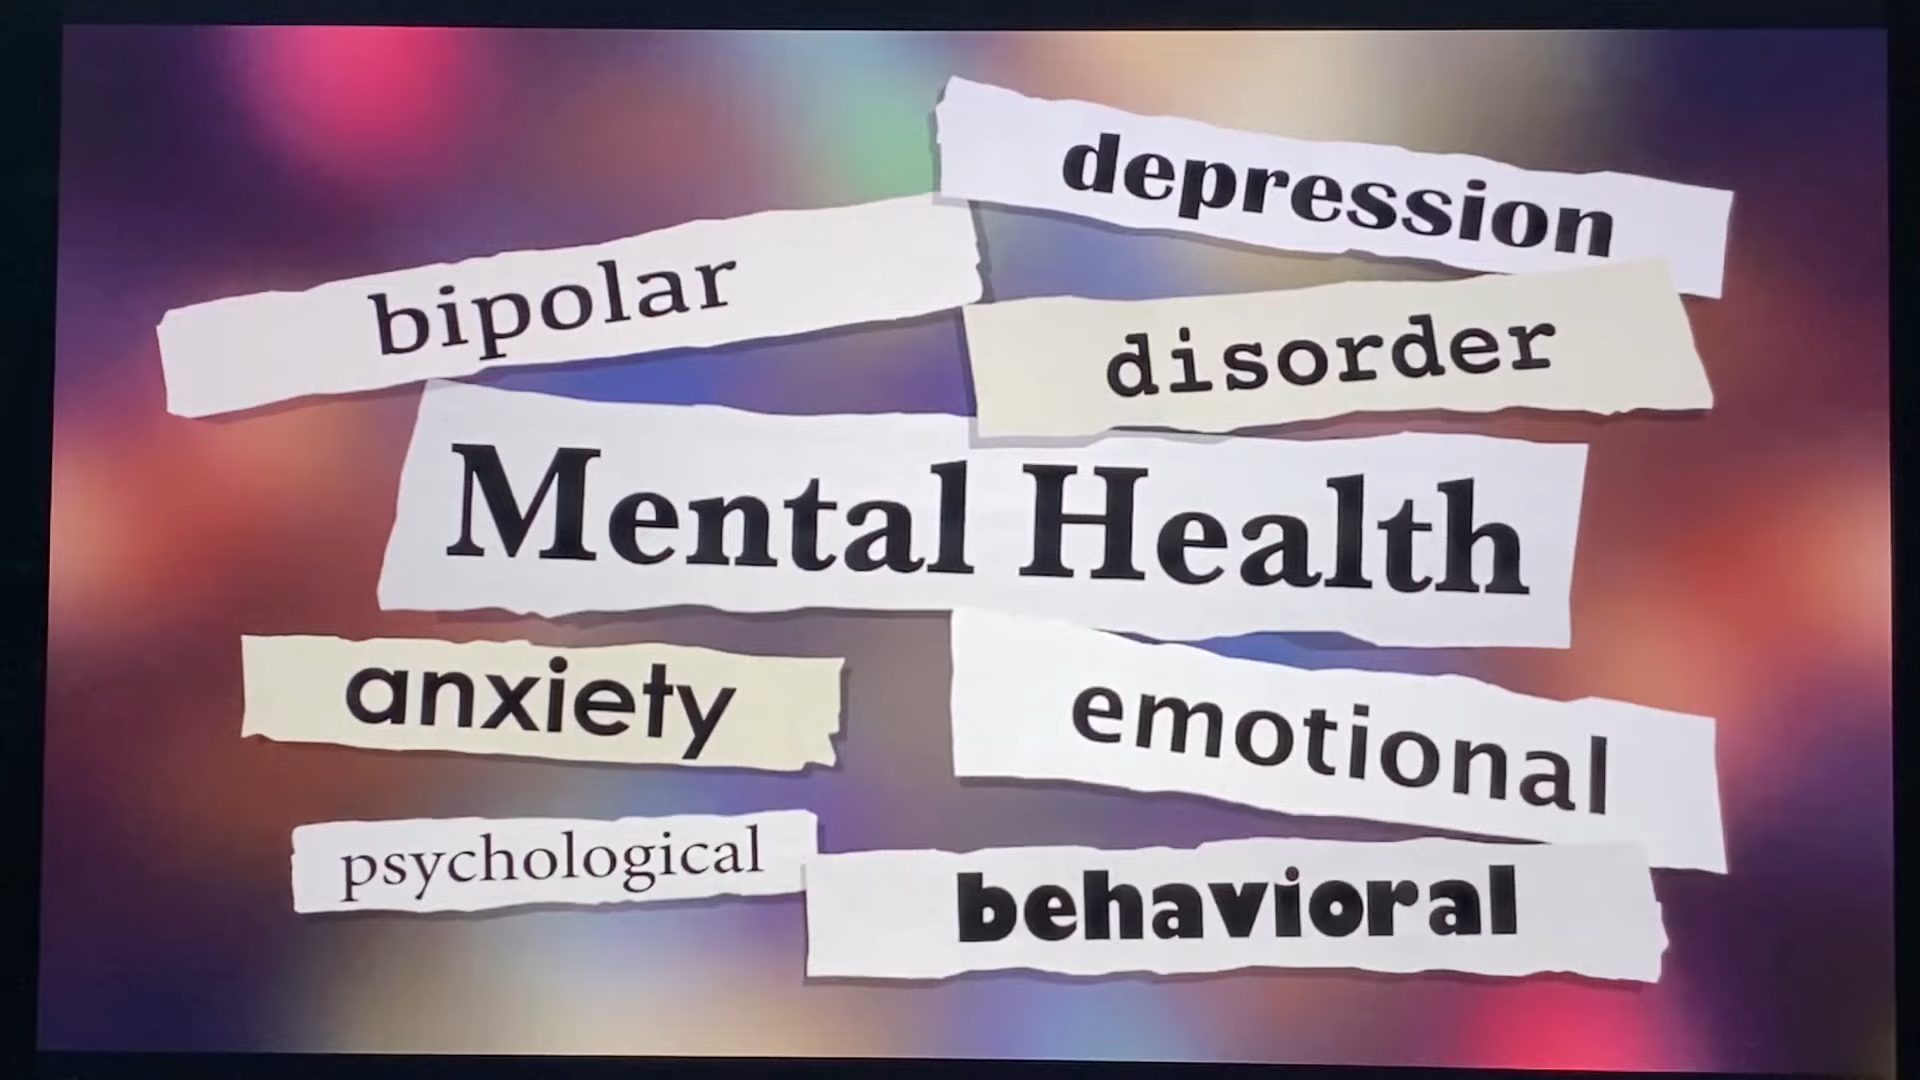 depression
bipolar
disorder
Mental Health
anxiety
emotional
psychological
behavioral